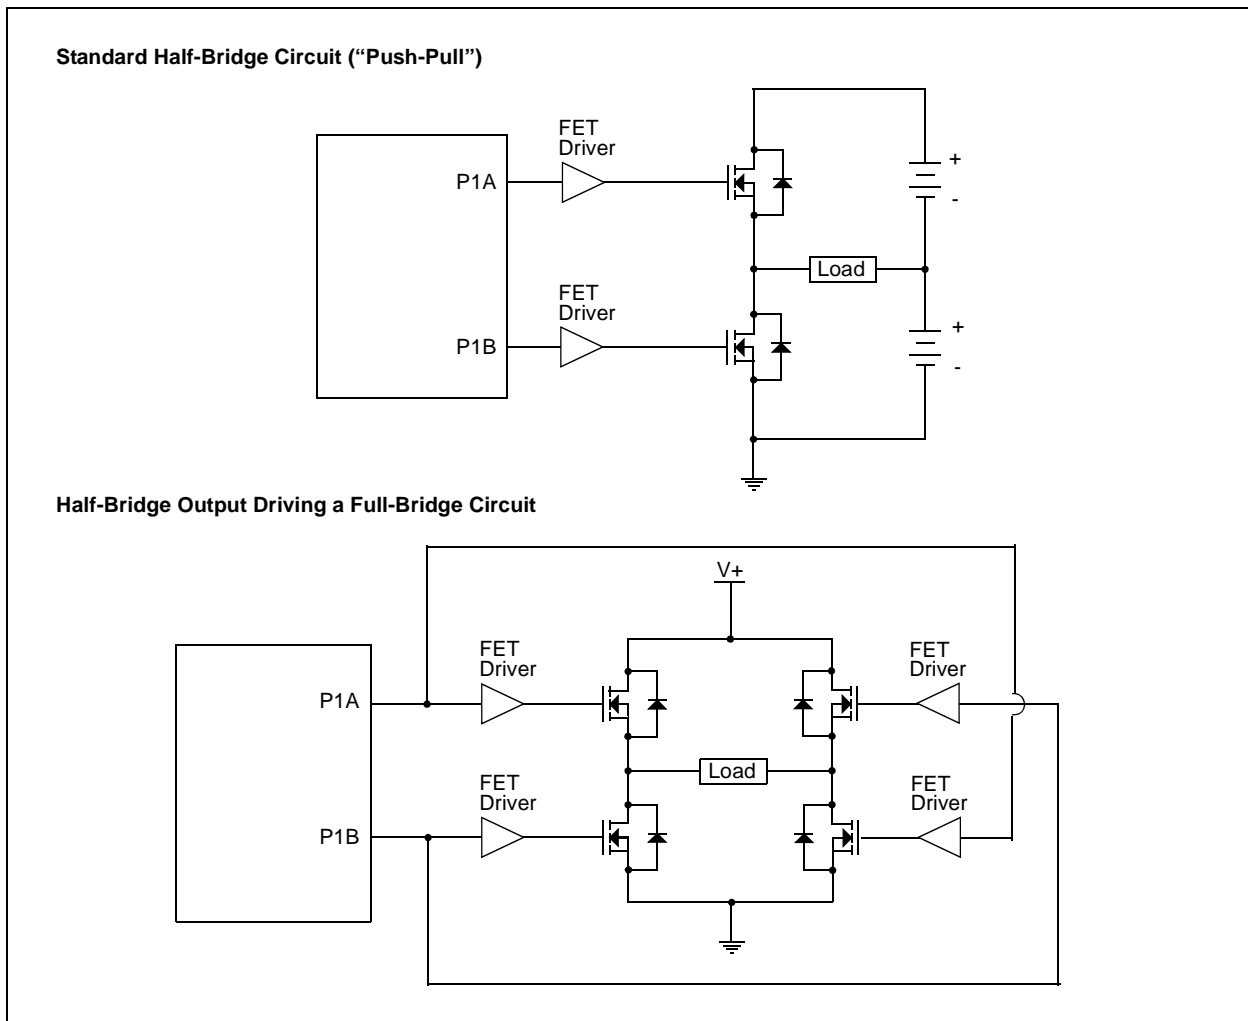 Standard Half-Bridge Circuit (“Push-Pull”)
FET
Driver
P1A
+
-
Load
FET
Driver
P1B
+
-
Half-Bridge Output Driving a Full-Bridge Circuit
V+
FET
Driver
FET
Driver
P1A
Load
FET
Driver
FET
Driver
P1B